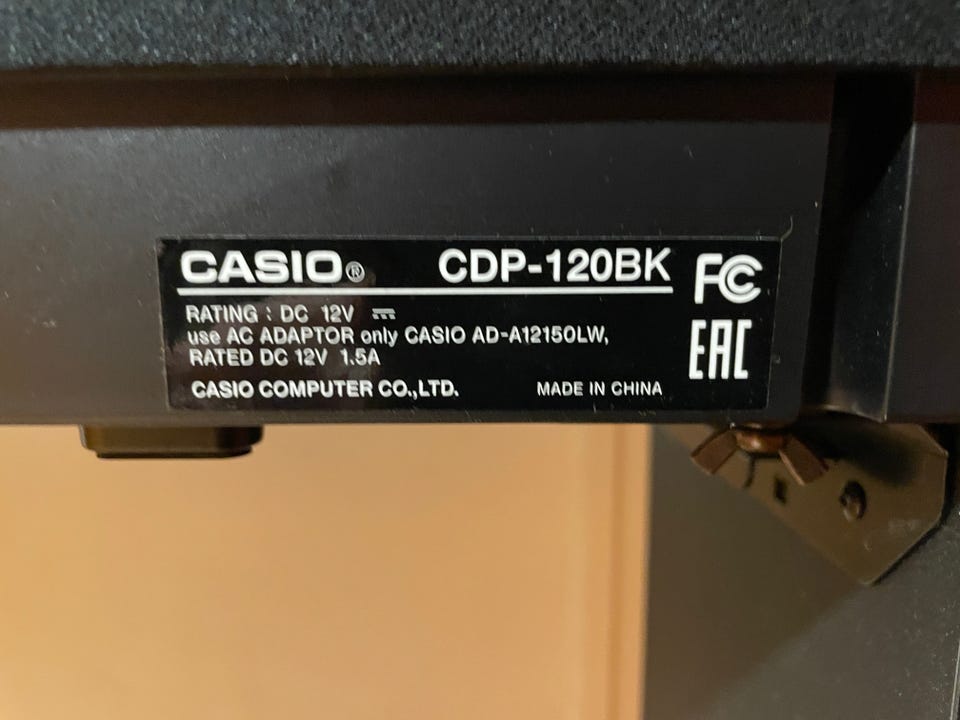 CASIO® CDP-120BK
FC
RATING : DC 12V ⎓
use AC ADAPTOR only CASIO AD-A12150LW,
RATED DC 12V 1.5A
EAC
CASIO COMPUTER CO.,LTD. MADE IN CHINA